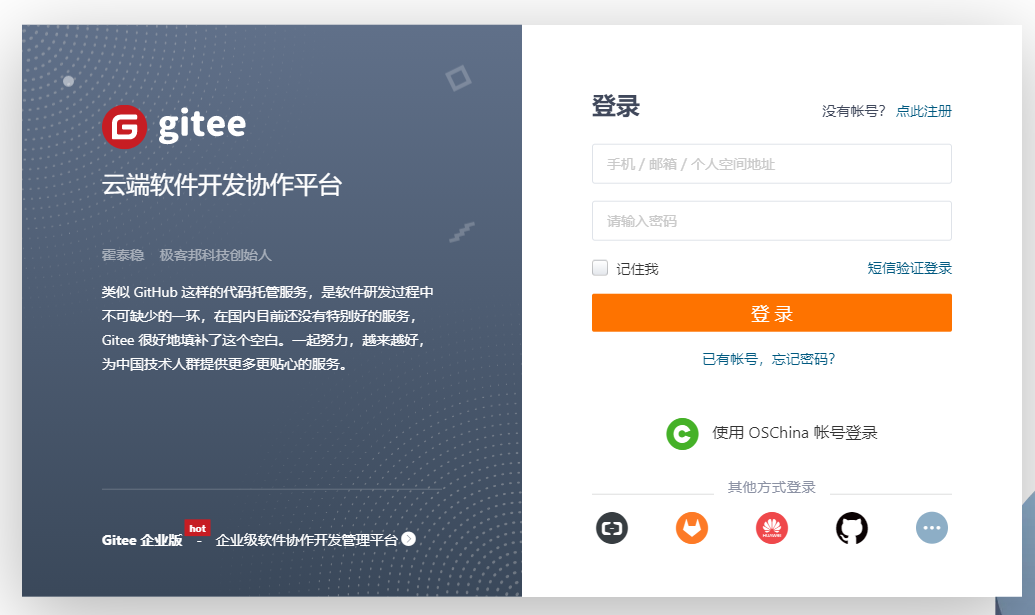 gitee
云端软件开发协作平台
霍泰稳 极客邦科技创始人
类似 GitHub 这样的代码托管服务，是软件研发过程中
不可缺少的一环，在国内目前还没有特别好的服务，
Gitee 很好地填补了这个空白。一起努力，越来越好，
为中国技术人群提供更多更贴心的服务。
hot
Gitee 企业版 - 企业级软件协作开发管理平台
登录
没有帐号？ 点此注册
手机 / 邮箱 / 个人空间地址
请输入密码
记住我
短信验证登录
登 录
已有帐号，忘记密码?
使用 OSChina 帐号登录
其他方式登录
HUAWEI